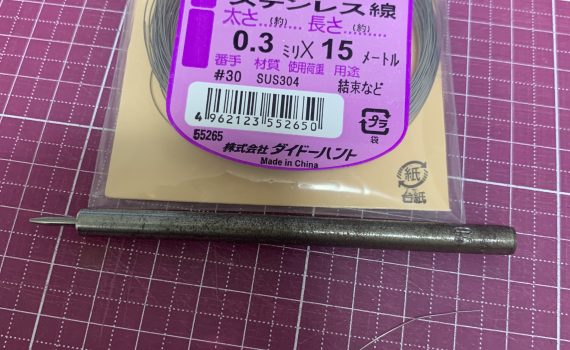 ステンレス線
太さ(約) 長さ(約)
0.3 ミリ X 15 メートル
番手 材質 使用荷重 用途
#30 SUS304 結束など
4 962123 552650
プラ
袋
55265
株式会社 ダイドーハント
Made in China
紙
台紙